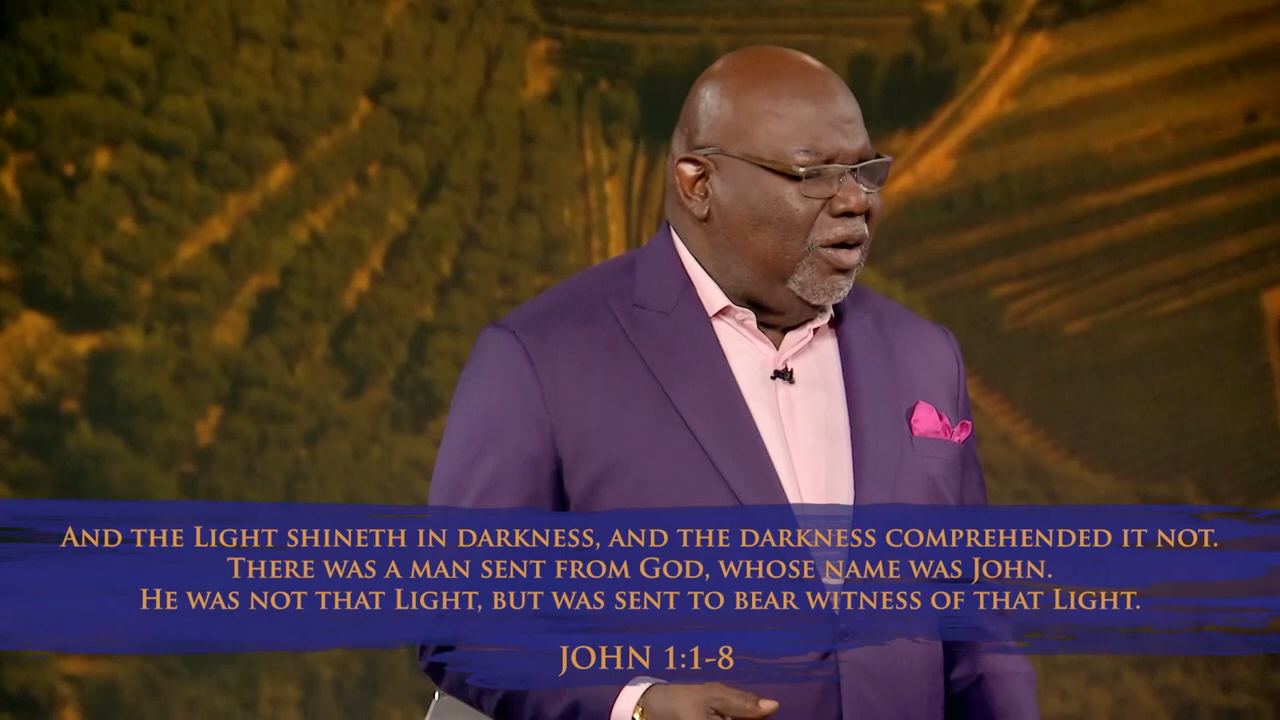 And the Light shineth in darkness, and the darkness comprehended it not.
There was a man sent from God, whose name was John.
He was not that Light, but was sent to bear witness of that Light.
JOHN 1:1-8